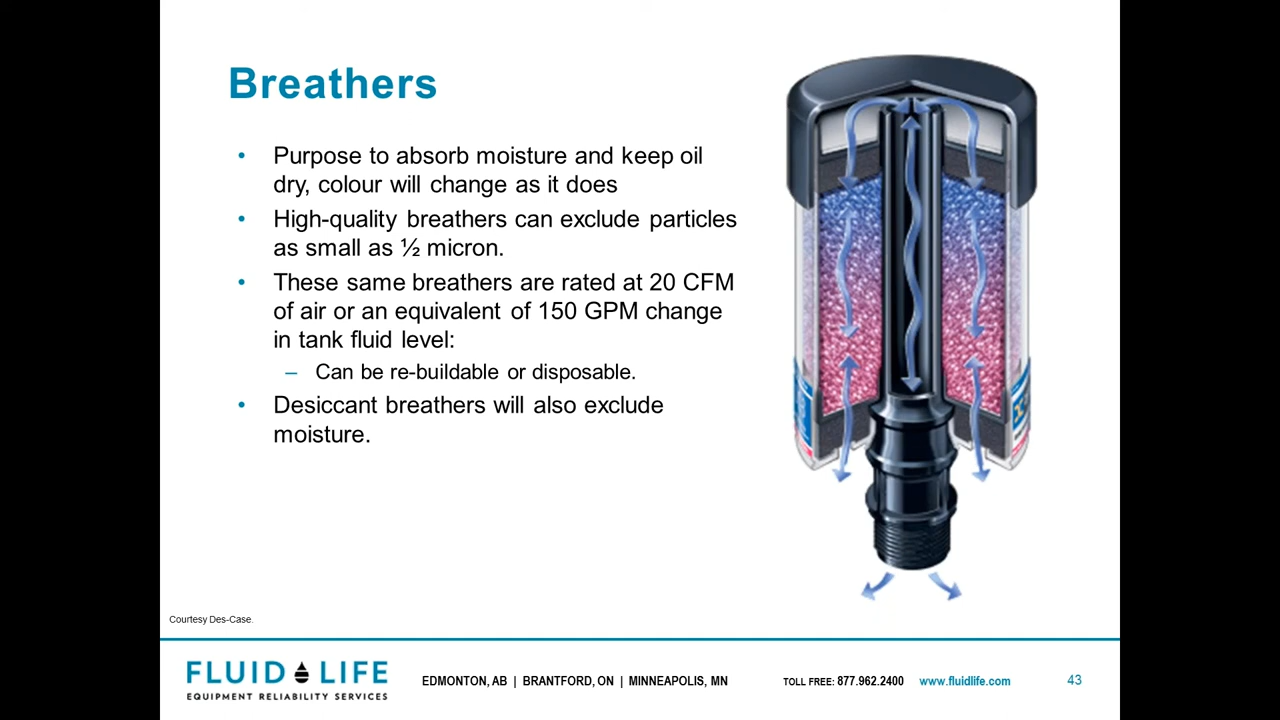 Breathers
• Purpose to absorb moisture and keep oil
dry, colour will change as it does
• High-quality breathers can exclude particles
as small as ½ micron.
• These same breathers are rated at 20 CFM
of air or an equivalent of 150 GPM change
in tank fluid level:
– Can be re-buildable or disposable.
• Desiccant breathers will also exclude
moisture.
Courtesy Des-Case.
FLUID LIFE
EQUIPMENT RELIABILITY SERVICES
EDMONTON, AB | BRANTFORD, ON | MINNEAPOLIS, MN
TOLL FREE: 877.962.2400 www.fluidlife.com
43